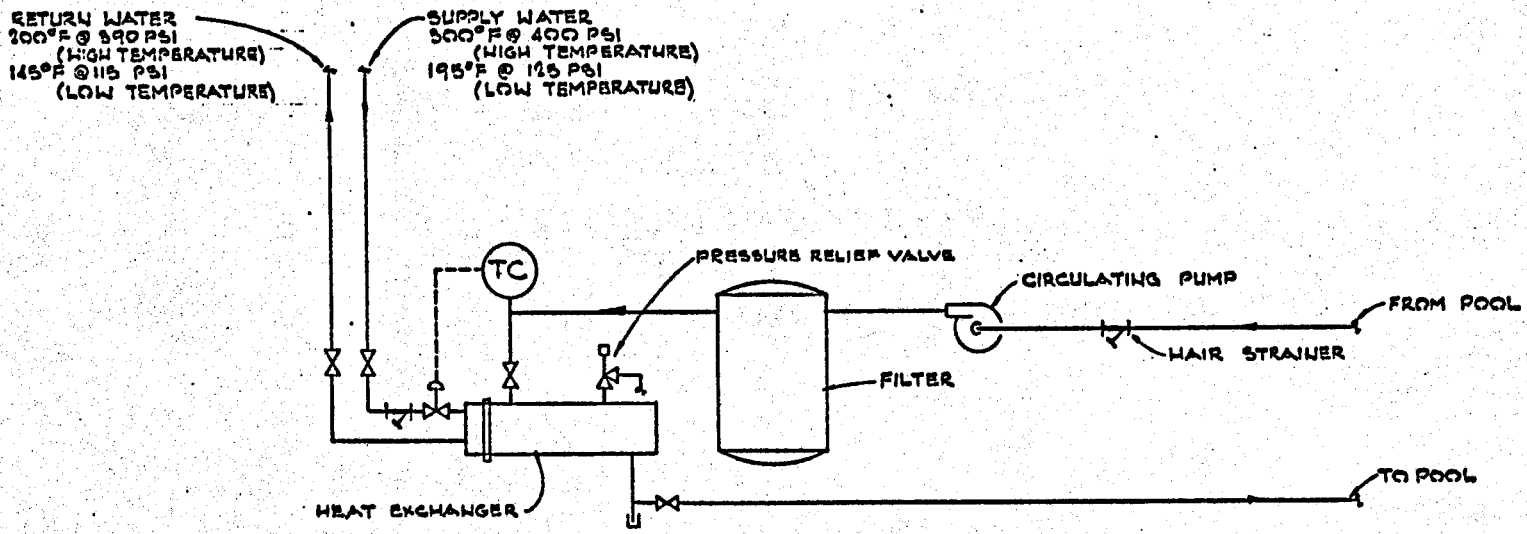 RETURN WATER
200°F @ 390 PSI
(HIGH TEMPERATURE)
145°F @ 115 PSI
(LOW TEMPERATURE)
SUPPLY WATER
300°F @ 400 PSI
(HIGH TEMPERATURE)
195°F @ 125 PSI
(LOW TEMPERATURE)
TC
PRESSURE RELIEF VALVE
CIRCULATING PUMP
FROM POOL
HAIR STRAINER
FILTER
TO POOL
HEAT EXCHANGER